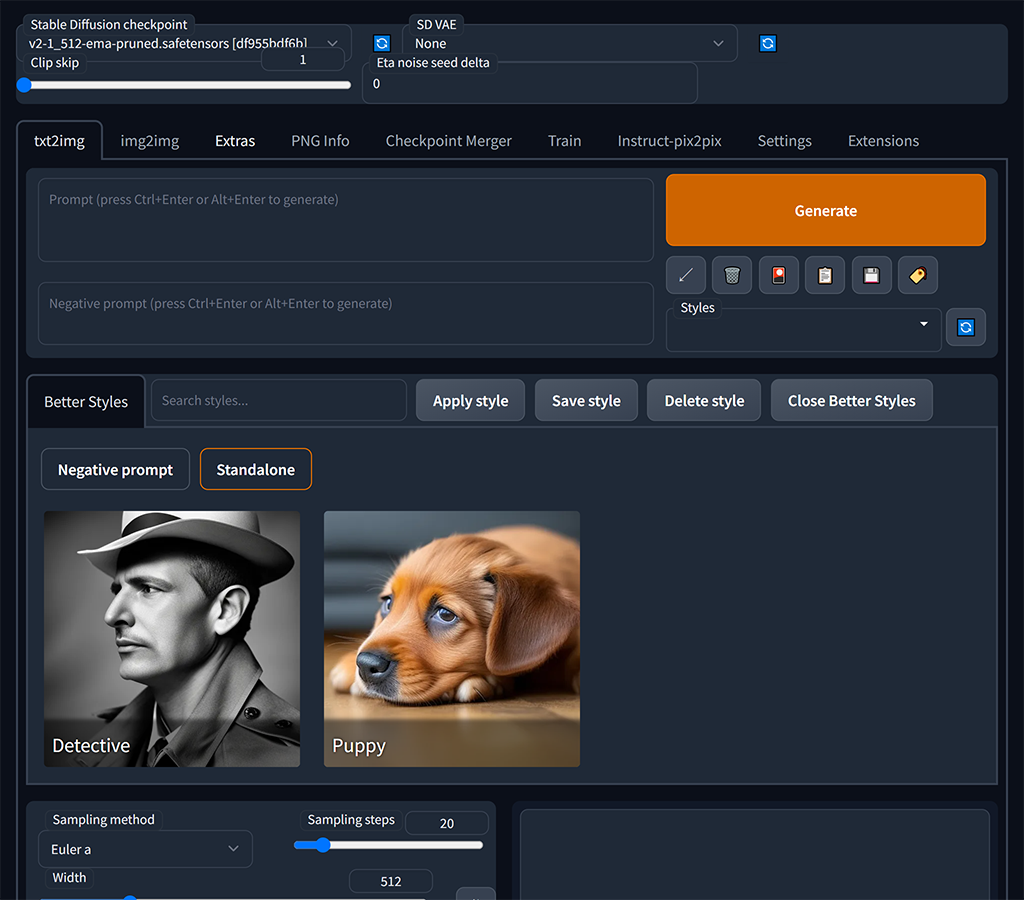 Stable Diffusion checkpoint
v2-1_512-ema-pruned.safetensors [df955bdf6b]
SD VAE
None
Clip skip
1
Eta noise seed delta
0
txt2img img2img Extras PNG Info Checkpoint Merger Train Instruct-pix2pix Settings Extensions
Prompt (press Ctrl+Enter or Alt+Enter to generate)
Generate
Negative prompt (press Ctrl+Enter or Alt+Enter to generate)
Styles
Better Styles Search styles... Apply style Save style Delete style Close Better Styles
Negative prompt Standalone
Detective Puppy
Sampling method
Euler a
Sampling steps 20
Width 512